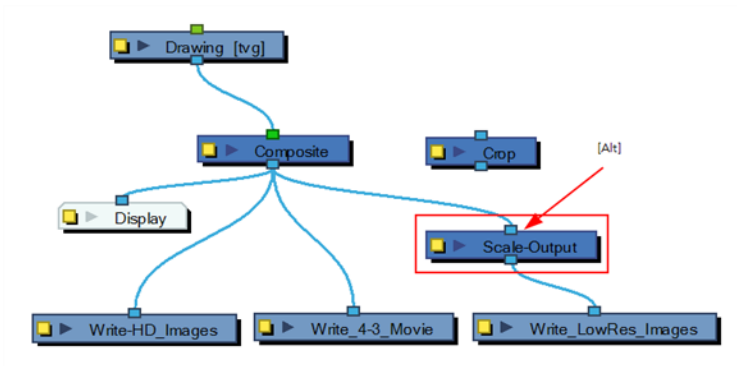 Drawing [tvg]
Composite
Crop
[Alt]
Display
Scale-Output
Write-HD_Images
Write_4-3_Movie
Write_LowRes_Images